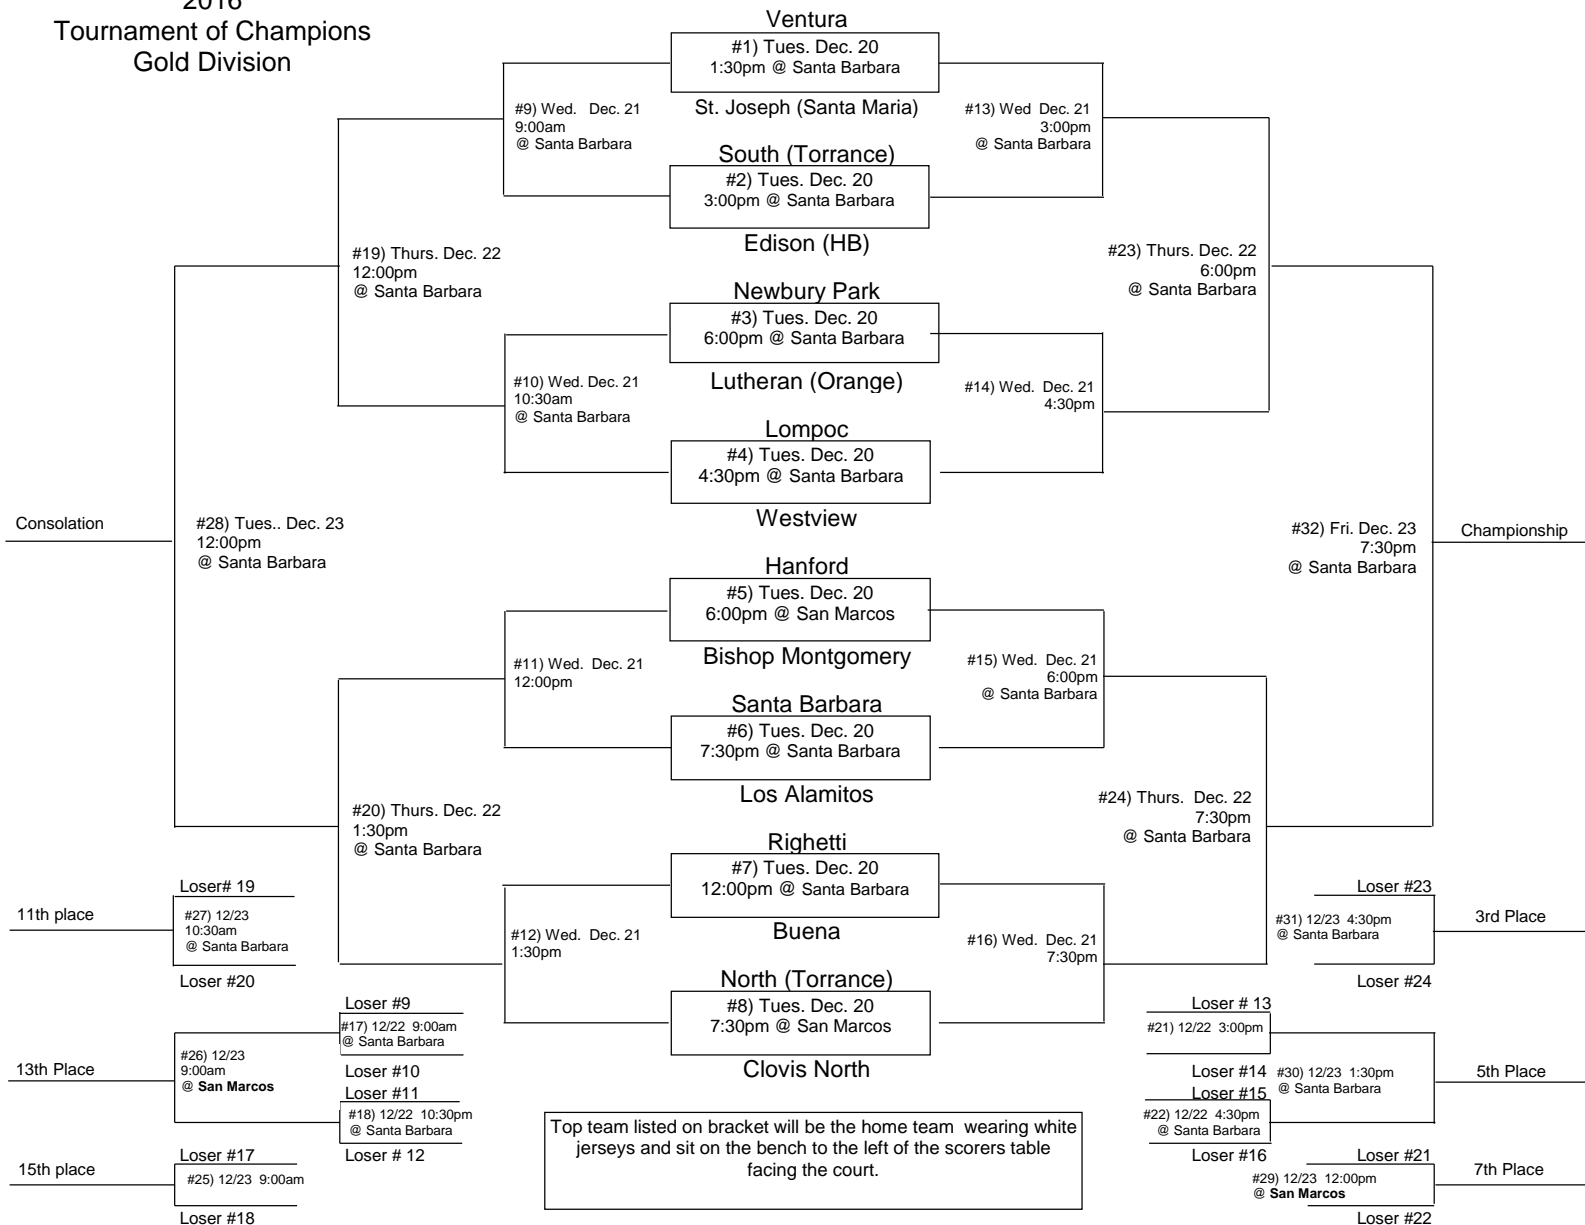 2016
Tournament of Champions
Gold Division
Ventura
#1) Tues. Dec. 20
1:30pm @ Santa Barbara
St. Joseph (Santa Maria)
#9) Wed.   Dec. 21
9:00am
@ Santa Barbara
#13) Wed  Dec. 21
3:00pm
@ Santa Barbara
South (Torrance)
#2) Tues. Dec. 20
3:00pm @ Santa Barbara
Edison (HB)
#19) Thurs. Dec. 22
12:00pm
@ Santa Barbara
#23) Thurs. Dec. 22
6:00pm
@ Santa Barbara
Newbury Park
#3) Tues. Dec. 20
6:00pm @ Santa Barbara
Lutheran (Orange)
#10) Wed. Dec. 21
10:30am
@ Santa Barbara
#14) Wed.  Dec. 21
4:30pm
Lompoc
#4) Tues. Dec. 20
4:30pm @ Santa Barbara
Westview
Consolation
#28) Tues.. Dec. 23
12:00pm
@ Santa Barbara
#32) Fri. Dec. 23
7:30pm
@ Santa Barbara
Championship
Hanford
#5) Tues. Dec. 20
6:00pm @ San Marcos
Bishop Montgomery
#11) Wed.  Dec. 21
12:00pm
#15) Wed.  Dec. 21
6:00pm
@ Santa Barbara
Santa Barbara
#6) Tues. Dec. 20
7:30pm @ Santa Barbara
Los Alamitos
#20) Thurs. Dec. 22
1:30pm
@ Santa Barbara
#24) Thurs.  Dec. 22
7:30pm
@ Santa Barbara
Righetti
#7) Tues. Dec. 20
12:00pm @ Santa Barbara
Buena
#12) Wed.  Dec. 21
1:30pm
#16) Wed.  Dec. 21
7:30pm
North (Torrance)
#8) Tues. Dec. 20
7:30pm @ San Marcos
Clovis North
Loser# 19
11th place
#27) 12/23
10:30am
@ Santa Barbara
Loser #20
Loser #23
#31) 12/23  4:30pm
@ Santa Barbara
3rd Place
Loser #24
Loser #9
#17) 12/22  9:00am
@ Santa Barbara
Loser #10
13th Place
#26) 12/23
9:00am
@ San Marcos
Loser #11
#18) 12/22  10:30pm
@ Santa Barbara
Loser # 12
Loser # 13
#21) 12/22  3:00pm
Loser #14
#30) 12/23  1:30pm
@ Santa Barbara
5th Place
Loser #15
#22) 12/22  4:30pm
@ Santa Barbara
Loser #16
Loser #17
15th place
#25) 12/23  9:00am
Loser #18
Loser #21
#29) 12/23  12:00pm
@ San Marcos
7th Place
Loser #22
Top team listed on bracket will be the home team  wearing white
jerseys and sit on the bench to the left of the scorers table
facing the court.